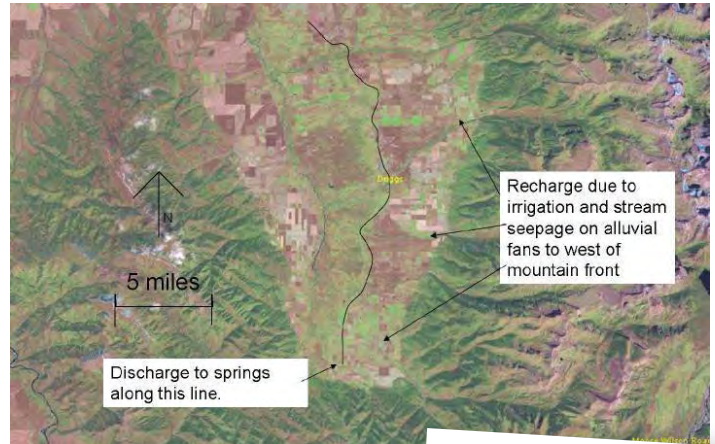 N
Driggs
Recharge due to
irrigation and stream
seepage on alluvial
fans to west of
mountain front
5 miles
Discharge to springs
along this line.